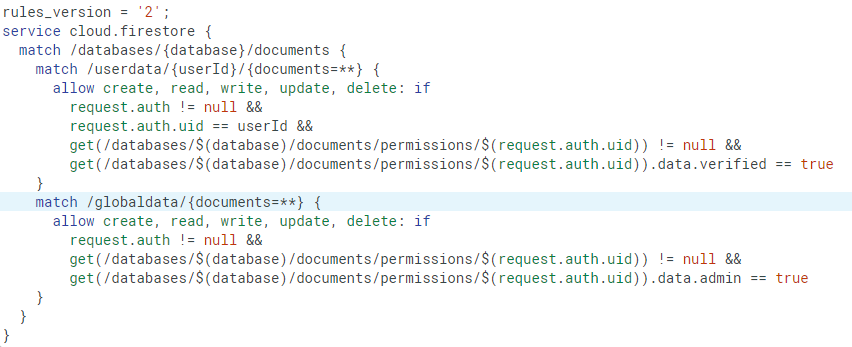 rules_version = '2';
service cloud.firestore {
match /databases/{database}/documents {
match /userdata/{userId}/{documents=**} {
allow create, read, write, update, delete: if
request.auth != null &&
request.auth.uid == userId &&
get(/databases/$(database)/documents/permissions/$(request.auth.uid)) != null &&
get(/databases/$(database)/documents/permissions/$(request.auth.uid)).data.verified == true
}
match /globaldata/{documents=**} {
allow create, read, write, update, delete: if
request.auth != null &&
get(/databases/$(database)/documents/permissions/$(request.auth.uid)) != null &&
get(/databases/$(database)/documents/permissions/$(request.auth.uid)).data.admin == true
}
}
}